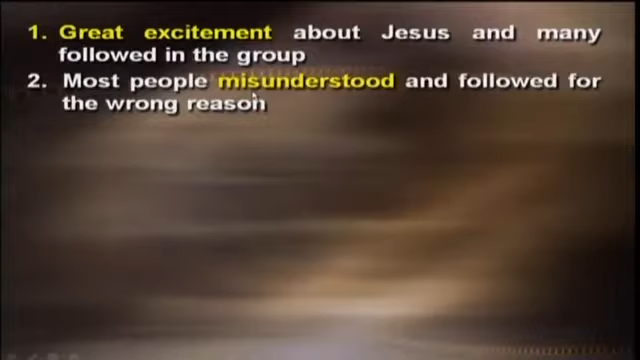 1. Great excitement about Jesus and many
followed in the group
2. Most people misunderstood and followed for
the wrong reason